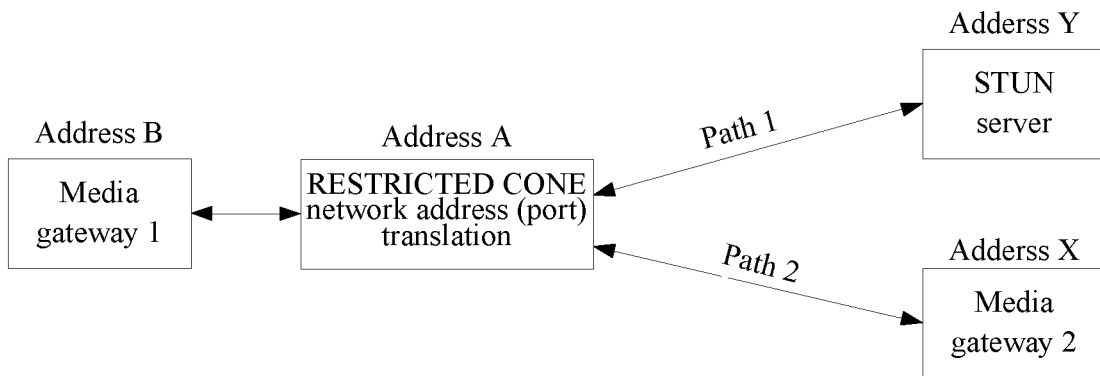 Adderss Y
STUN
server
Address B
Media
gateway 1
Address A
RESTRICTED CONE
network address (port)
translation
Path 1
Path 2
Adderss X
Media
gateway 2